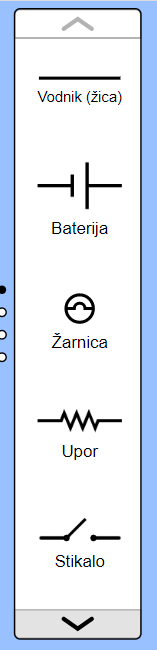 Vodnik (žica)
Baterija
Žarnica
Upor
Stikalo